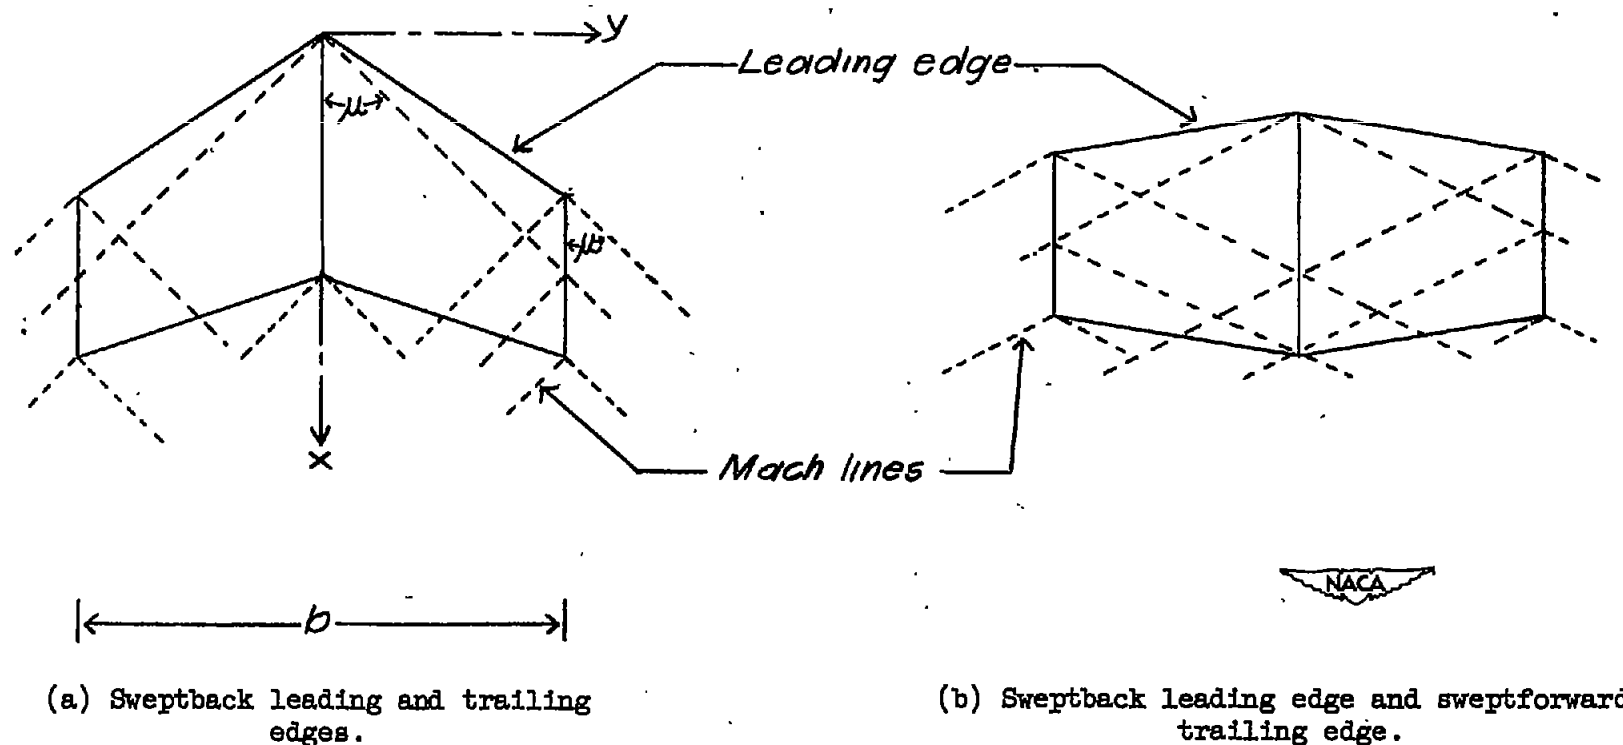 y
Leading edge
μ
μ
x
Mach lines
NACA
b
(a) Sweptback leading and trailing
edges.
(b) Sweptback leading edge and sweptforward
trailing edge.